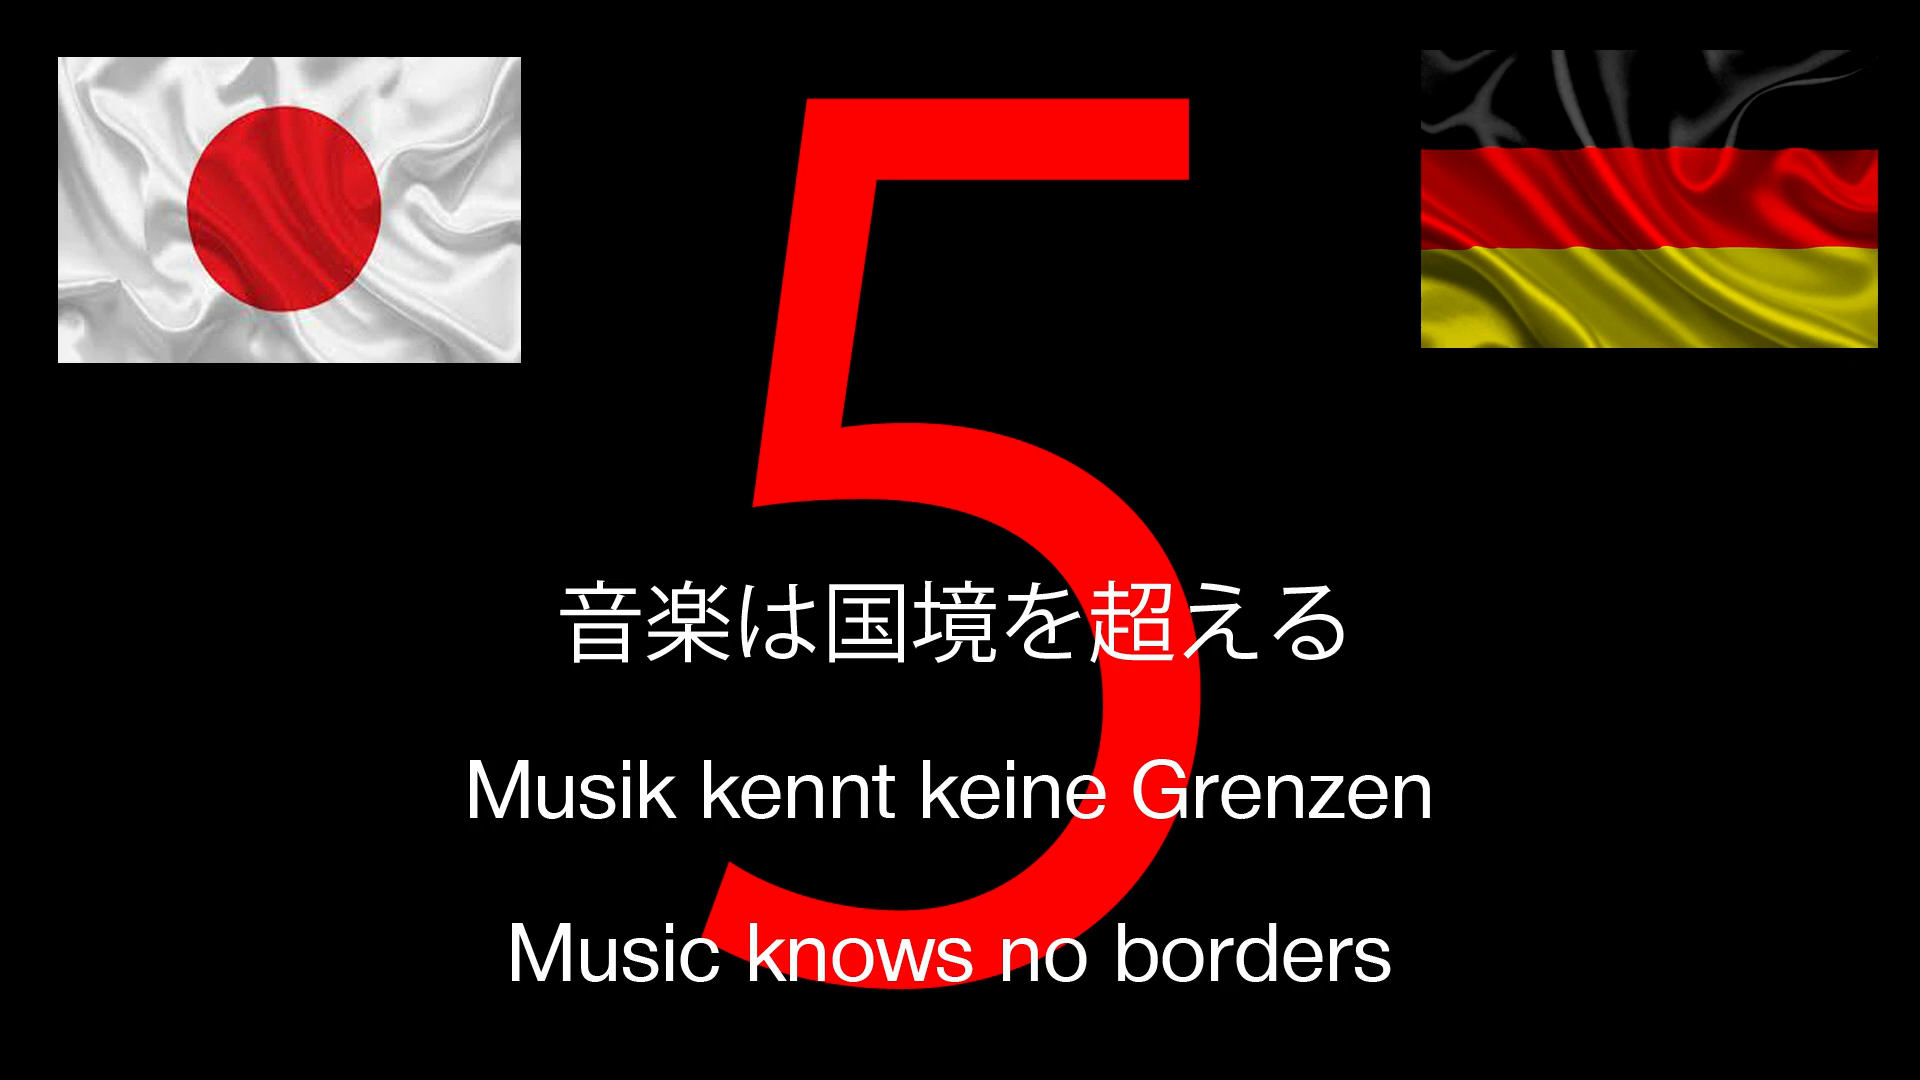 5
音楽は国境を超える
Musik kennt keine Grenzen
Music knows no borders